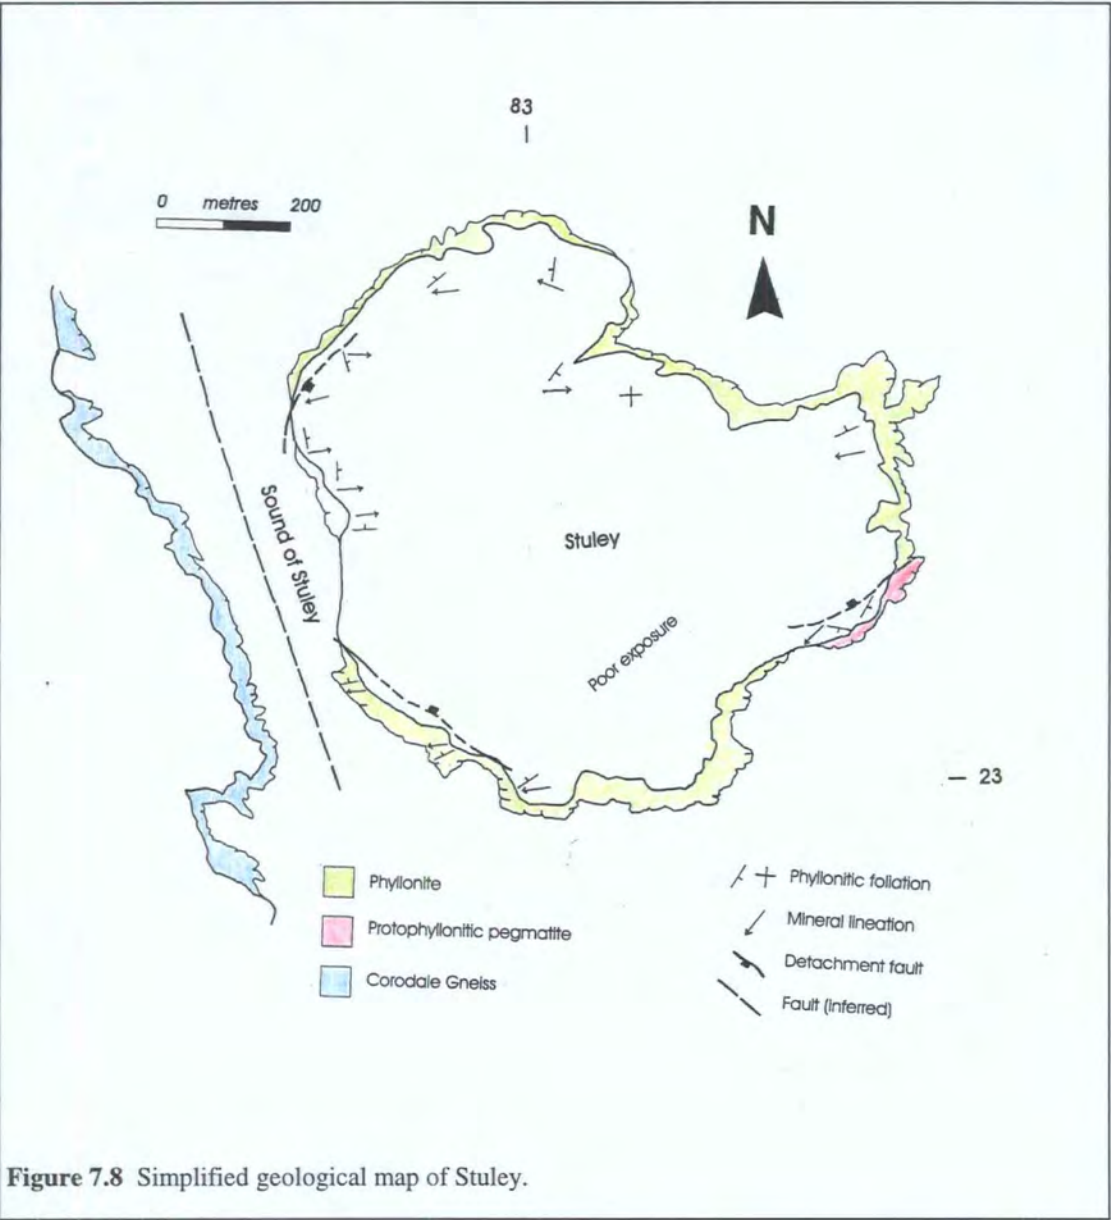 83
0 metres 200
N
Sound of Stuley
Stuley
Poor exposure
23
Phyllonite
Protophyllonitic pegmatite
Corodale Gneiss
Phyllonitic foliation
Mineral lineation
Detachment fault
Fault (inferred)
Figure 7.8 Simplified geological map of Stuley.